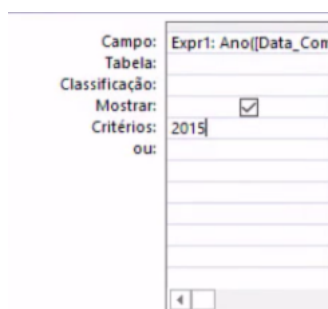 Campo: Expr1: Ano([Data_Com
Tabela:
Classificação:
Mostrar:
Critérios: 2015
ou: